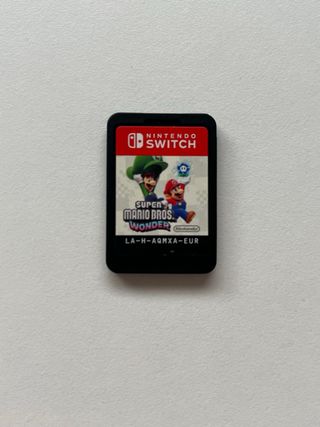 NINTENDO
SWITCH
SUPER
MARIO BROS.
WONDER
Nintendo
LA-H-AQMXA-EUR